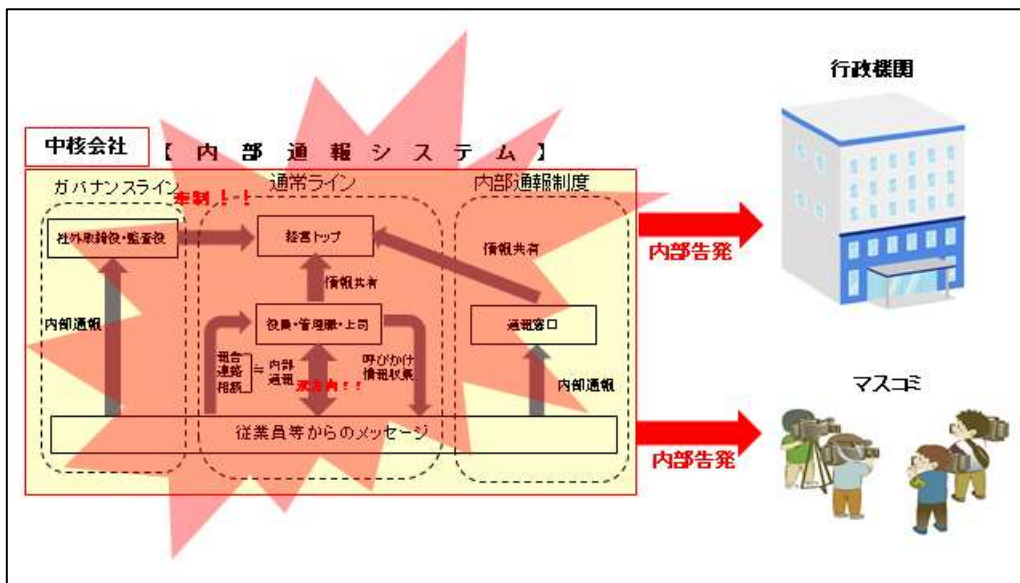 行政機関
中核会社
【内部通報システム】
ガバナンスライン
通常ライン
内部通報制度
牽制！！
社外取締役・監査役
経営トップ
情報共有
情報共有
内部告発
内部通報
役員・管理職・上司
通報窓口
報告
連絡
相談
≒
内部
通報
双方向！！
呼びかけ
情報収集
内部通報
マスコミ
従業員等からのメッセージ
内部告発